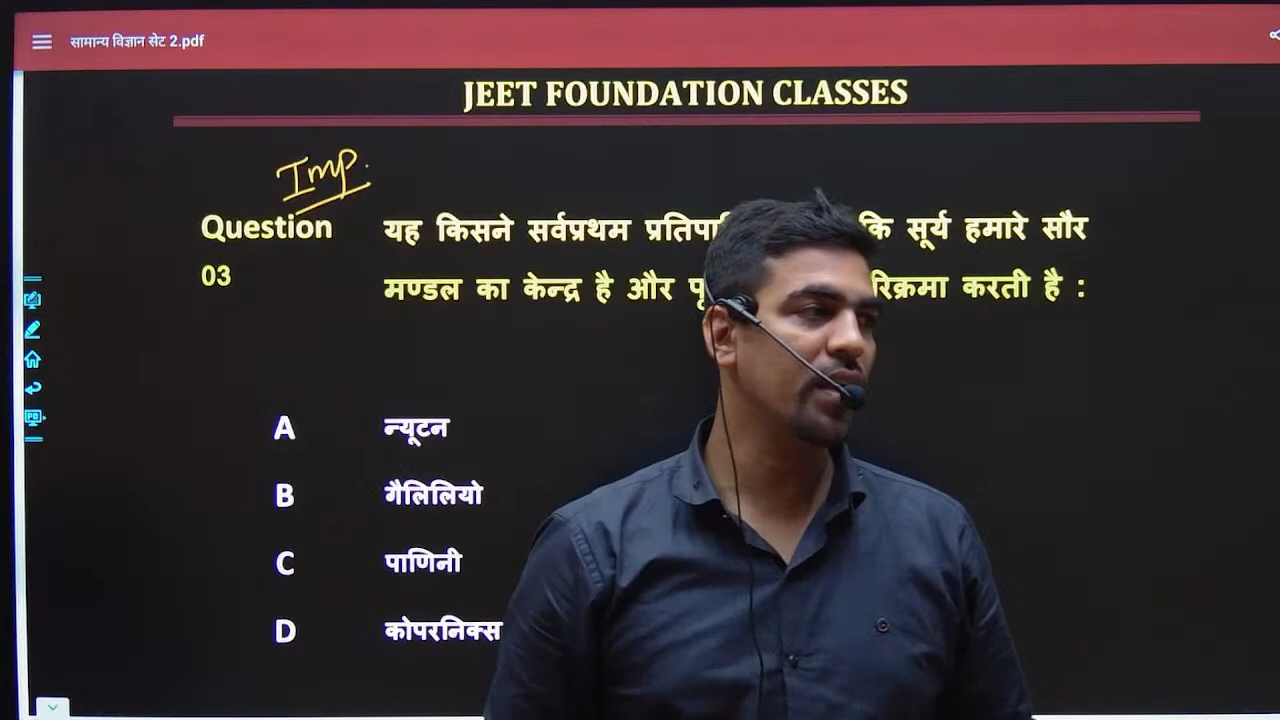 सामान्य विज्ञान सेट 2.pdf
JEET FOUNDATION CLASSES
Imp.
Question 03
यह किसने सर्वप्रथम कि सूर्य हमारे सौर
मण्डल का केन्द्र है और करती है :
A न्यूटन
B गैलिलियो
C पाणिनी
D कोपरनिक्स